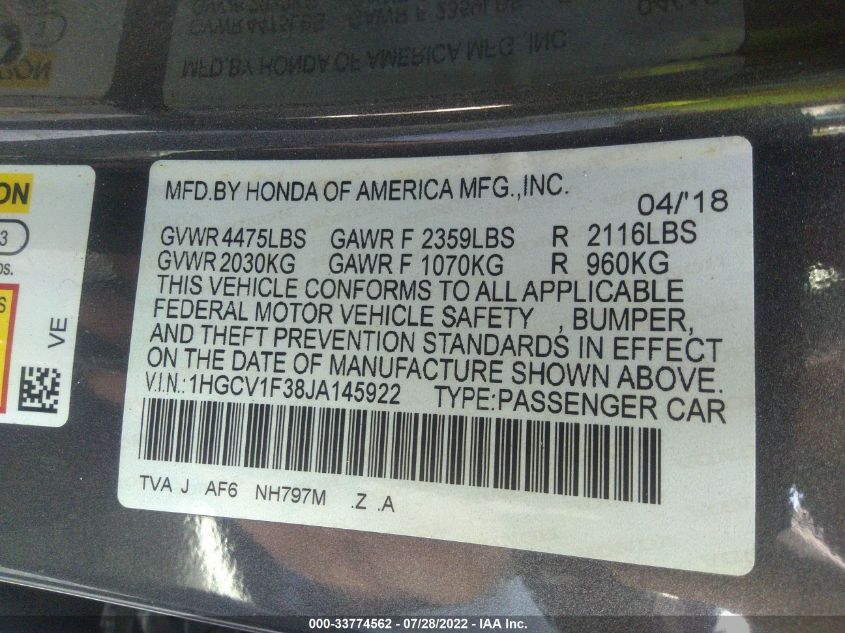 MFD.BY HONDA OF AMERICA MFG.,INC.
MFD.BY HONDA OF AMERICA MFG.,INC.
04/'18
GVWR 4475LBS GAWR F 2359LBS R 2116LBS
GVWR 2030KG GAWR F 1070KG R 960KG
THIS VEHICLE CONFORMS TO ALL APPLICABLE
FEDERAL MOTOR VEHICLE SAFETY , BUMPER,
AND THEFT PREVENTION STANDARDS IN EFFECT
ON THE DATE OF MANUFACTURE SHOWN ABOVE.
V.I.N.:1HGCV1F38JA145922 TYPE:PASSENGER CAR
TVA J AF6 NH797M .Z .A
VE
000-33774562 / 07/28/2022 - IAA Inc.